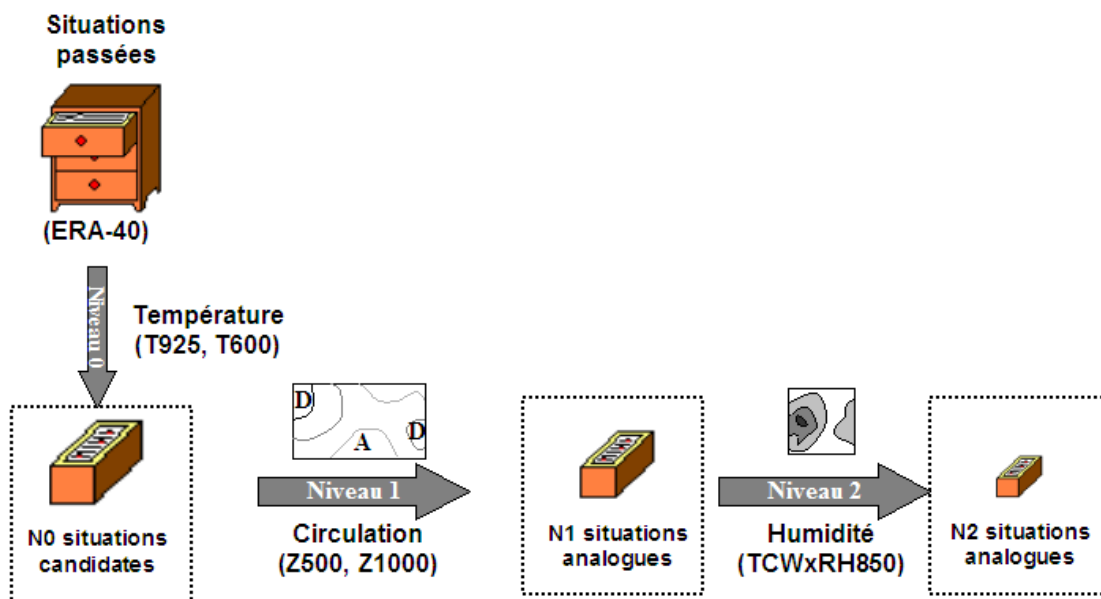 Situations
passées
(ERA-40)
Niveau 0
Température
(T925, T600)
D
D
A
Niveau 1
Niveau 2
N0 situations
candidates
Circulation
(Z500, Z1000)
N1 situations
analogues
Humidité
(TCWxRH850)
N2 situations
analogues